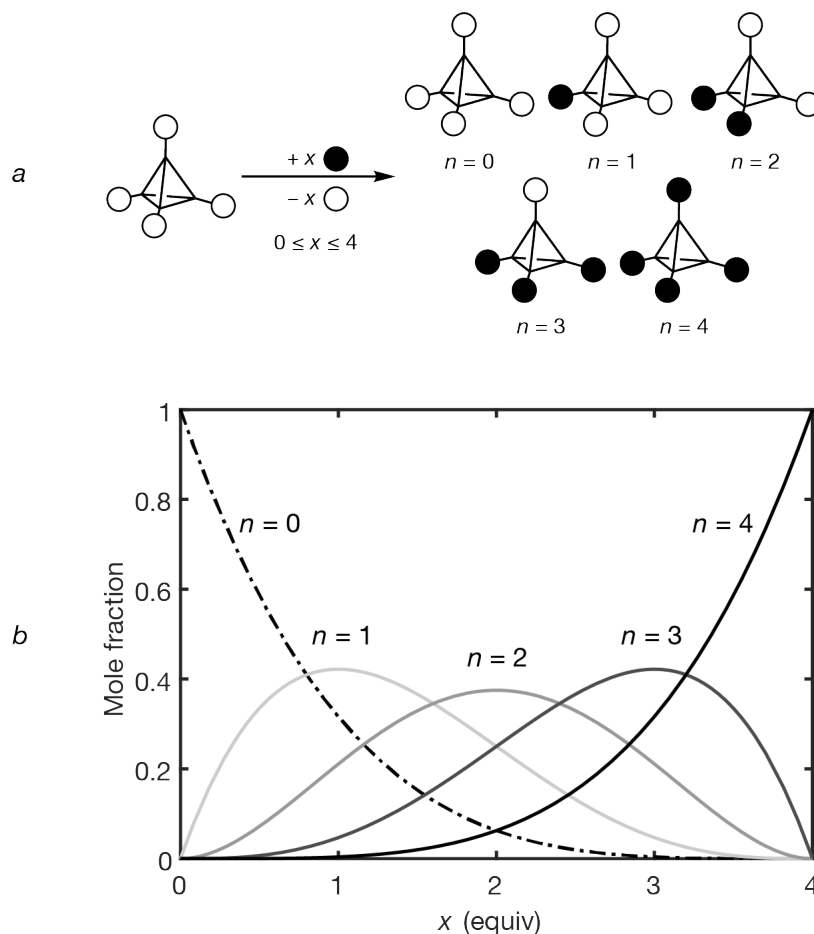 a
+ x
− x
0 ≤ x ≤ 4
n = 0
n = 1
n = 2
n = 3
n = 4
b
Mole fraction
1
0.8
0.6
0.4
0.2
0
n = 0
n = 4
n = 1
n = 3
n = 2
0
1
2
3
4
x (equiv)